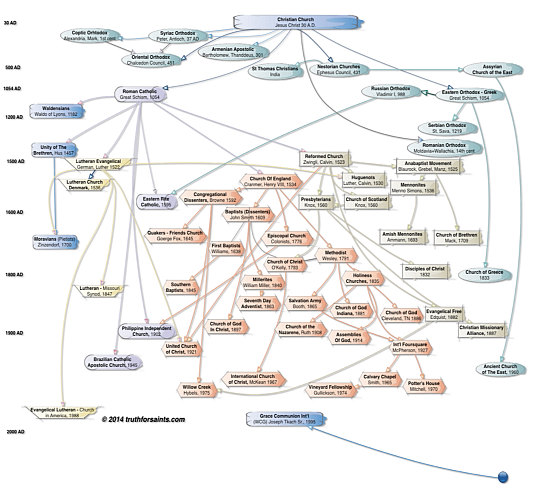 30 AD
Christian Church
Jesus Christ 30 A.D.
Coptic Orthodox
Alexandria, Mark, 1st cent.
Syriac Orthodox
Peter, Antioch, 37 AD
Armenian Apostolic
Bartholomew, Thanddeus, 301
Oriental Orthodox
Chalcedon Council, 451
500 AD
St Thomas Churches
India
Nestorian Churches
Ephesus Council, 431
Assyrian
Church of the East
1054 AD
Roman Catholic
Great Schism, 1054
Russian Orthodox
Vladimir I, 988
Eastern Orthodox - Greek
Great Schism, 1054
Waldensians
Waldo of Lyons, 1182
1200 AD
Serbian Orthodox
St. Sava, 1219
Romanian Orthodox
Moldavia+Wallachia, 14th cent.
Unity of The
Brethren, Hus 1457
1500 AD
Lutheran Evangelical
German, Luther 1522
Reformed Church
Zwingli, Calvin, 1523
Anabaptist Movement
Blaurock, Grebel, Manz, 1525
Lutheran Church
Denmark, 1536
Church Of England
Cranmer, Henry VIII, 1534
Huguenots
Luther, Calvin, 1530
Mennonites
Menno Simons, 1536
Eastern Rite
Catholic, 1595
Congregational
Dissenters, Browne 1592
Presbyterians
Knox, 1560
Church of Scotland
Knox, 1560
1600 AD
Baptists (Dissenters)
John Smith 1609
Moravians (Pietists)
Zinzendorf, 1700
Quakers - Friends Church
George Fox, 1645
First Baptists
Williams, 1638
Episcopal Church
Colonists, 1776
Amish Mennonites
Ammann, 1693
Church of Brethren
Mack, 1709
Methodist
Wesley, 1791
Church of Christ
O'Kelly, 1793
1800 AD
Disciples of Christ
1832
Church of Greece
1833
Lutheran - Missouri
Synod, 1847
Southern
Baptists, 1845
Millerites
William Miller, 1840
Holiness
Churches, 1835
Seventh Day
Adventist, 1863
Salvation Army
Booth, 1865
Church of God
Indiana, 1881
Church of God
Cleveland, TN 1886
Evangelical Free
Edquist, 1882
1900 AD
Philippine Independent
Church, 1902
Church of God
In Christ, 1897
Church of the
Nazarene, Ruth 1908
Assemblies
Of God, 1914
Christian Missionary
Alliance, 1887
United Church
of Christ, 1921
Int'l Foursquare
McPherson, 1927
Brazilian Catholic
Apostolic Church, 1945
Ancient Church
of The East, 1960
Willow Creek
Hybels, 1975
International Church
of Christ, McKean 1967
Vineyard Fellowship
Gullickson, 1974
Calvary Chapel
Smith, 1965
Potter's House
Mitchell, 1970
Evangelical Lutheran - Church
in America, 1988
© 2014 truthforsaints.com
Grace Communion Int'l
(WCG) Joseph Tkach Sr., 1996
2000 AD